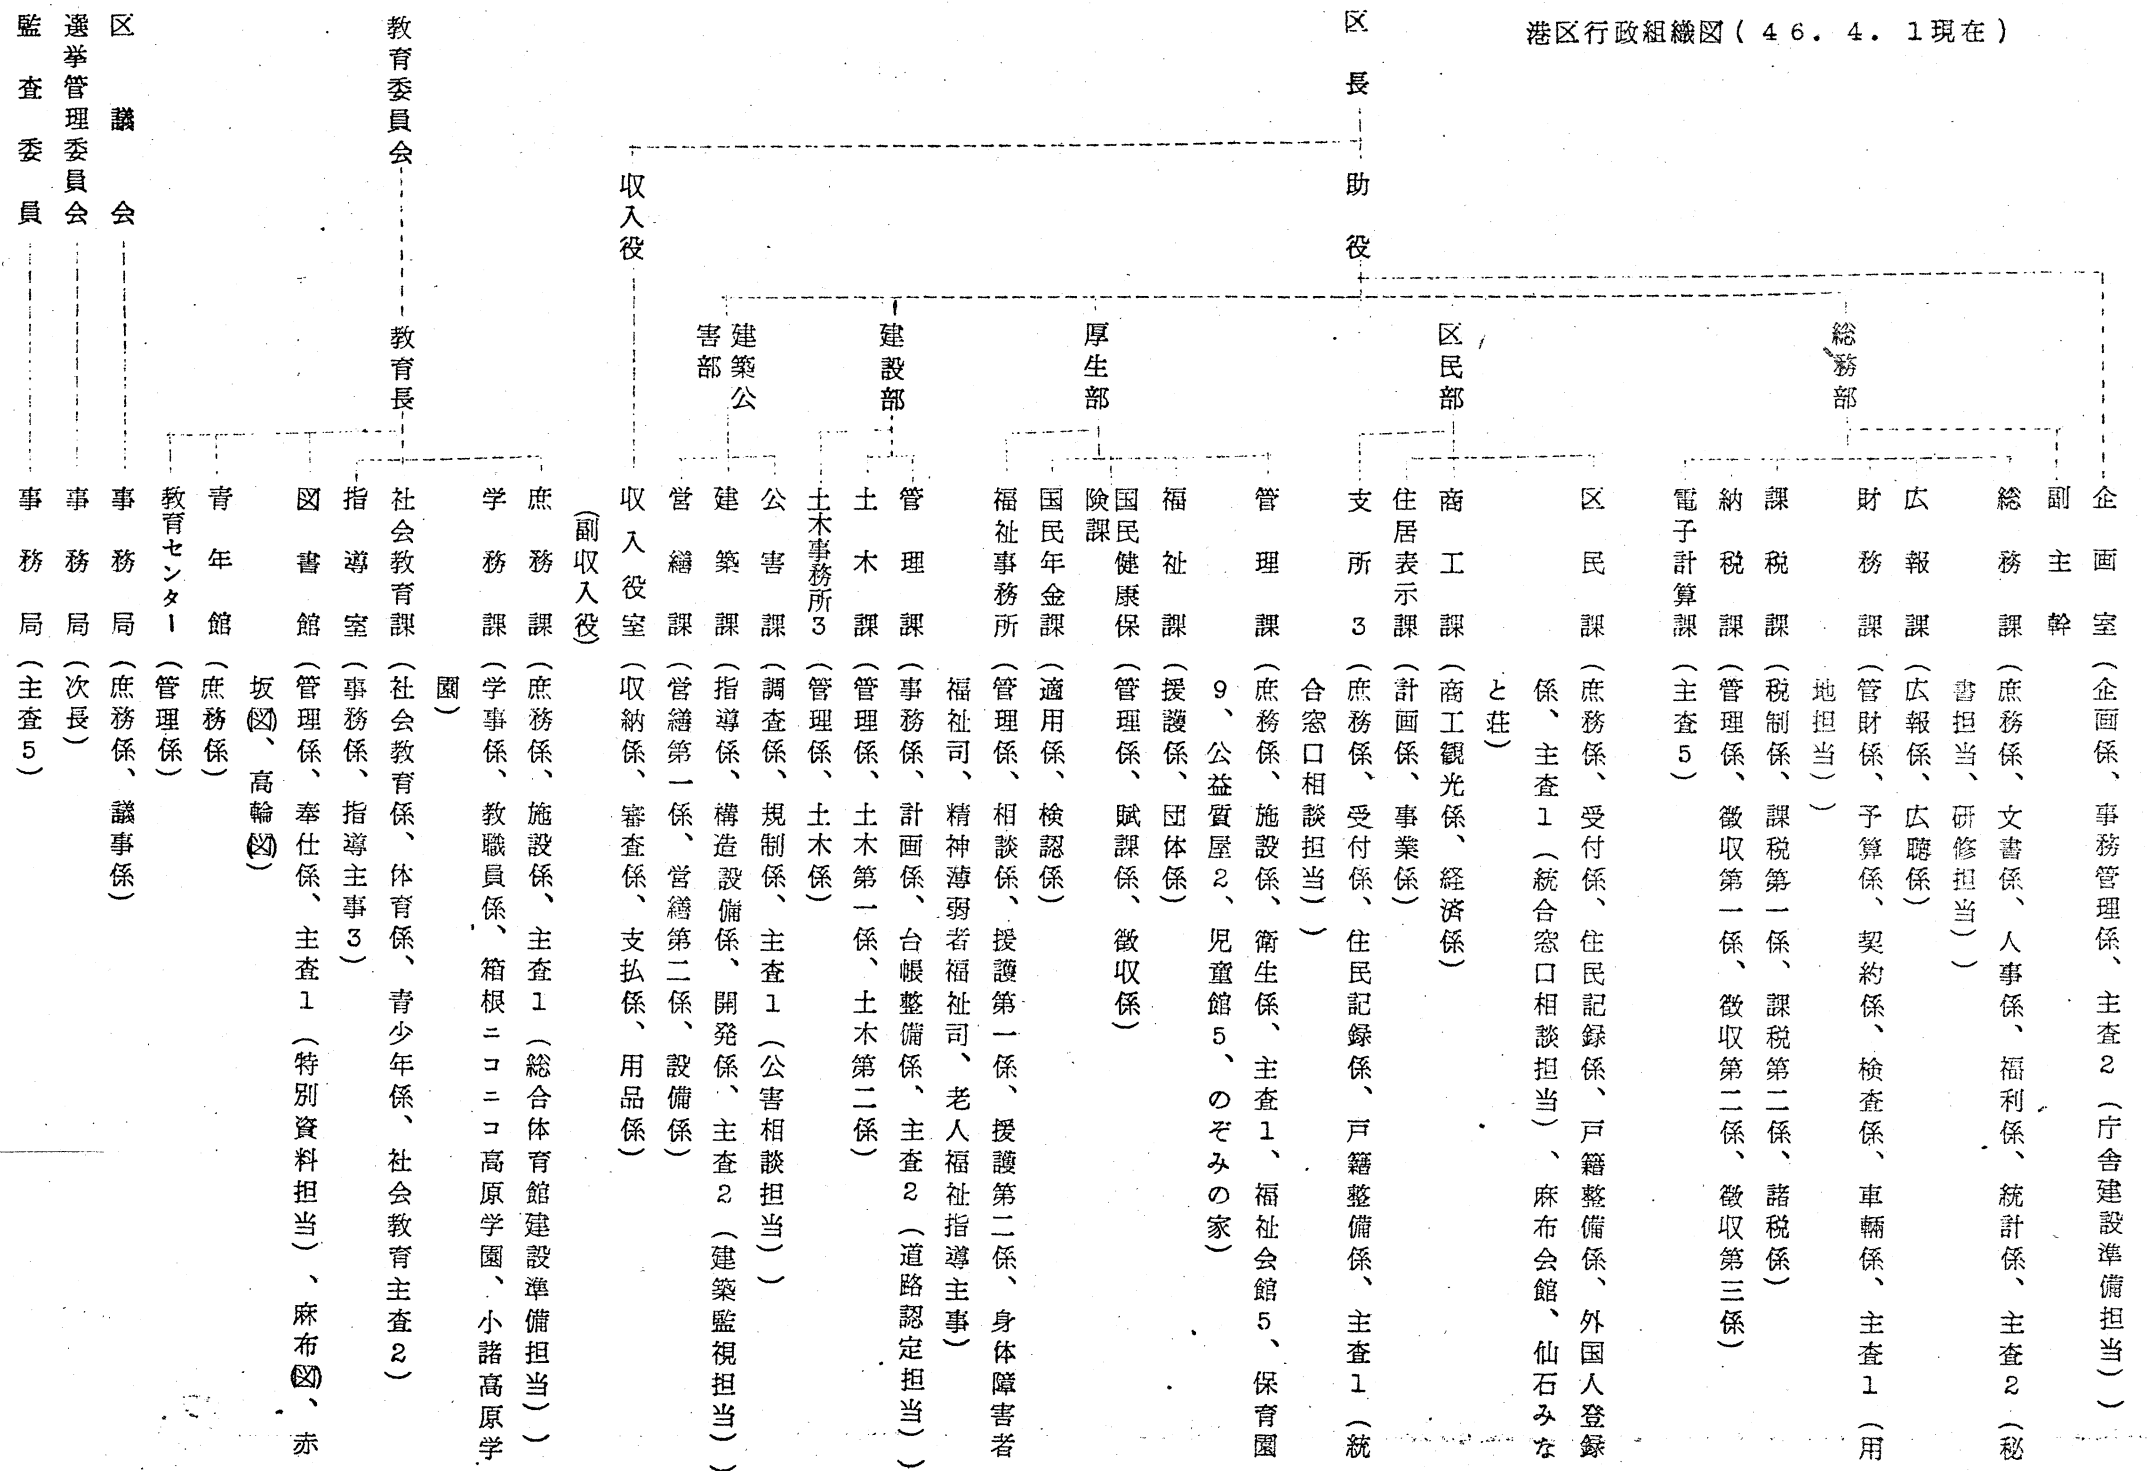 港区行政組織図(46.4.1現在)
区長
助役
収入役
教育委員会
教育長
区議会
選挙管理委員会
監査委員
総務部
区民部
厚生部
建設部
建築公
害部
企画室(企画係、事務管理係、主査2(庁舎建設準備担当))
副主幹
総務課(庶務係、文書係、人事係、福利係、統計係、主査2(秘
書担当、研修担当))
広報課(広報係、広聴係)
財務課(管財係、予算係、契約係、検査係、車輛係、主査1(用
地担当))
課税課(税制係、課税第一係、課税第二係、諸税係)
納税課(管理係、徴収第一係、徴収第二係、徴収第三係)
電子計算課(主査5)
区民課(庶務係、受付係、住民記録係、戸籍整備係、外国人登録
係、主査1(統合窓口相談担当)、麻布会館、仙石みな
と荘)
商工課(商工観光係、経済係)
住居表示課(計画係、事業係)
支所3(庶務係、受付係、住民記録係、戸籍整備係、主査1(統
合窓口相談担当))
管理課(庶務係、施設係、衛生係、主査1、福祉会館5、保育園
9、公益質屋2、児童館5、のぞみの家)
福祉課(援護係、団体係)
国民健康保
険課(管理係、賦課係、徴収係)
国民年金課(適用係、検認係)
福祉事務所(管理係、相談係、援護第一係、援護第二係、身体障害者
福祉司、精神薄弱者福祉司、老人福祉指導主事)
管理課(事務係、計画係、台帳整備係、主査2(道路認定担当))
土木課(管理係、土木第一係、土木第二係)
土木事務所3(管理係、土木係)
公害課(調査係、規制係、主査1(公害相談担当))
建築課(指導係、構造設備係、開発係、主査2(建築監視担当))
営繕課(営繕第一係、営繕第二係、設備係)
収入役室(収納係、審査係、支払係、用品係)
(副収入役)
庶務課(庶務係、施設係、主査1(総合体育館建設準備担当))
学務課(学事係、教職員係、箱根ニコニコ高原学園、小諸高原学
園)
社会教育課(社会教育係、体育係、青少年係、社会教育主査2)
指導室(事務係、指導主事3)
図書館(管理係、奉仕係、主査1(特別資料担当)、麻布(図)、赤
坂(図)、高輪(図))
青年館(庶務係)
教育センター(管理係)
事務局(庶務係、議事係)
事務局(次長)
事務局(主査5)